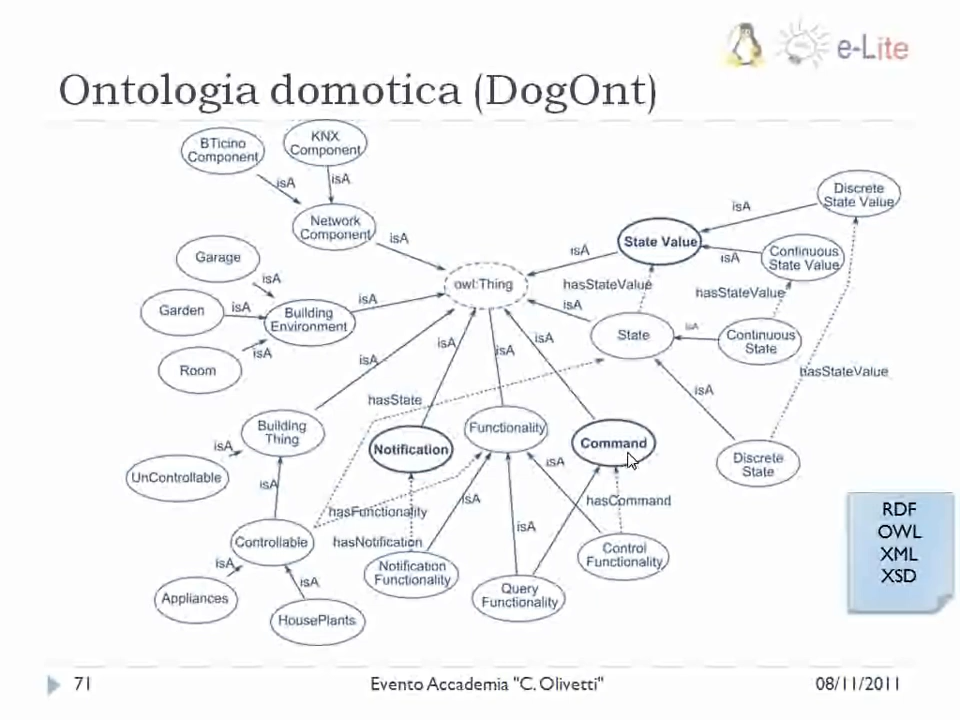 e-Lite
Ontologia domotica (DogOnt)
BTicino
Component
KNX
Component
isA
isA
Network
Component
isA
Discrete
State Value
isA
State Value
isA
isA
Continuous
State Value
Garage
isA
owl:Thing
hasStateValue
hasStateValue
Garden
isA
Building
Environment
isA
isA
State
isA
Continuous
State
Room
isA
isA
isA
isA
isA
hasStateValue
hasState
isA
Building
Thing
Notification
Functionality
Command
isA
UnControllable
isA
isA
Discrete
State
hasFunctionality
isA
hasCommand
isA
Controllable
hasNotification
Notification
Functionality
Control
Functionality
isA
Appliances
isA
Query
Functionality
HousePlants
RDF
OWL
XML
XSD
71
Evento Accademia "C. Olivetti"
08/11/2011